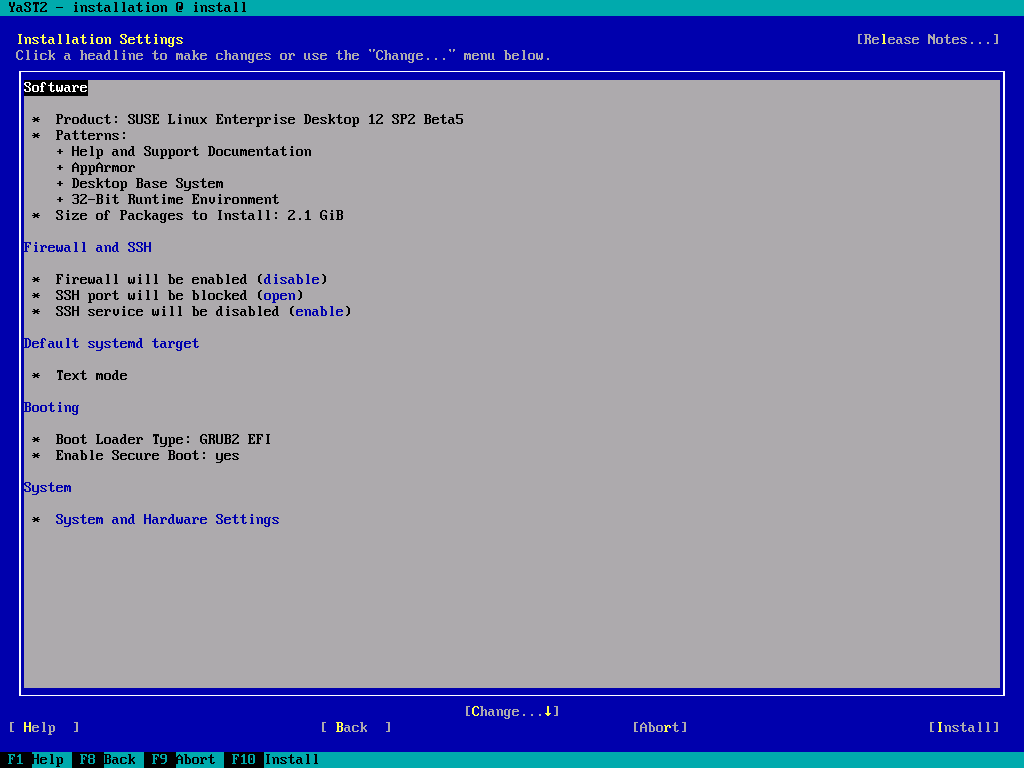 YaST2 - installation @ install
Installation Settings [Release Notes...]
Click a headline to make changes or use the "Change..." menu below.
Software
* Product: SUSE Linux Enterprise Desktop 12 SP2 Beta5
* Patterns:
+ Help and Support Documentation
+ AppArmor
+ Desktop Base System
+ 32-Bit Runtime Environment
* Size of Packages to Install: 2.1 GiB
Firewall and SSH
* Firewall will be enabled (disable)
* SSH port will be blocked (open)
* SSH service will be disabled (enable)
Default systemd target
* Text mode
Booting
* Boot Loader Type: GRUB2 EFI
* Enable Secure Boot: yes
System
* System and Hardware Settings
[Change...↓]
[ Help ] [ Back ] [Abort] [Install]
F1 Help F8 Back F9 Abort F10 Install